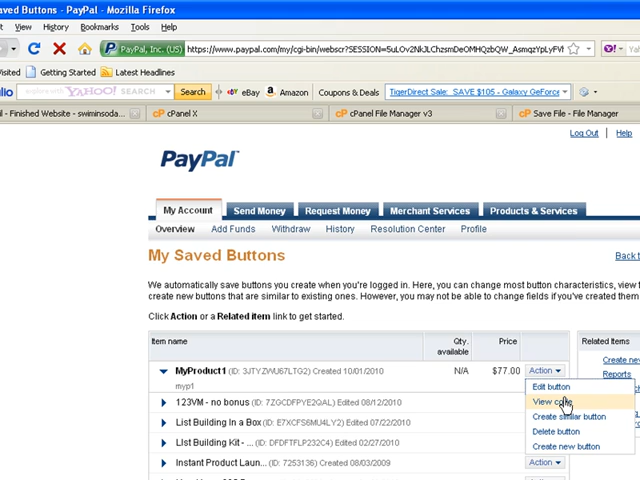 Saved Buttons - PayPal - Mozilla Firefox
View History Bookmarks Tools Help
PayPal, Inc. (US) https://www.paypal.com/my/cgi-bin/webscr?SESSION=
Visited Getting Started Latest Headlines
YAHOO! SEARCH Search eBay Amazon Coupons & Deals TigerDirect Sale: SAVE $105 - Galaxy GeForce
l - Finished Website - swiminsoda... cPanel X cPanel File Manager v3 Save File - File Manager
Log Out Help
PayPal
My Account Send Money Request Money Merchant Services Products & Services
Overview Add Funds Withdraw History Resolution Center Profile
My Saved Buttons Back t
We automatically save buttons you create when you're logged in. Here, you can change most button characteristics, view t
create new buttons that are similar to existing ones. However, you may not be able to change fields if you've created them
Click Action or a Related item link to get started.
Item name Qty. available Price Related Items
MyProduct1 (ID: 3JTYZWU67LTG2) Created 10/01/2010 N/A $77.00 Action Create new
myp1 Edit button Reports
123VM - no bonus (ID: 7ZGCDFPYE2QAL) Edited 08/12/2010 View code
List Building In a Box (ID: E7XCFS6MU4LY2) Edited 07/22/2010 Create similar button
LIst Building Kit - ... (ID: DFDFTFLP232C4) Edited 02/27/2010 Delete button
Create new button
Instant Product Laun... (ID: 7253136) Created 08/03/2009 Action